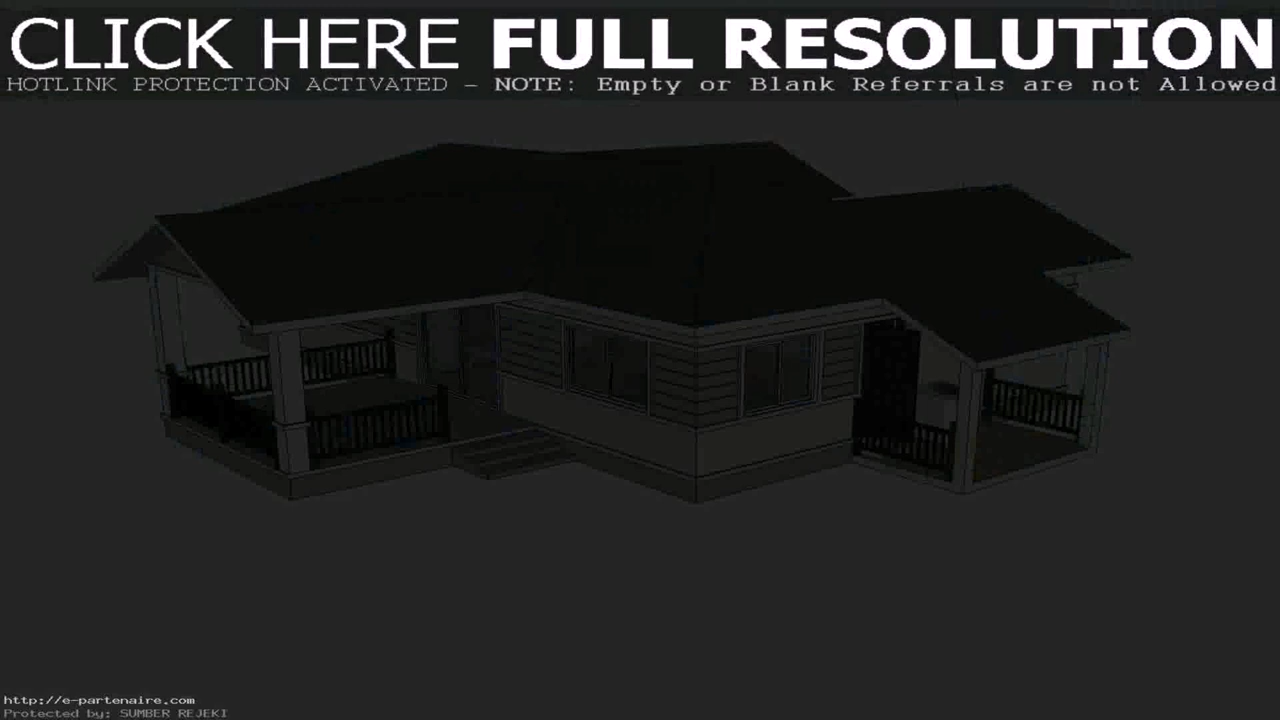 CLICK HERE FULL RESOLUTION
HOTLINK PROTECTION ACTIVATED – NOTE: Empty or Blank Referrals are not Allowed
http://e-partenaire.com
Protected by: SUMBER REJEKI